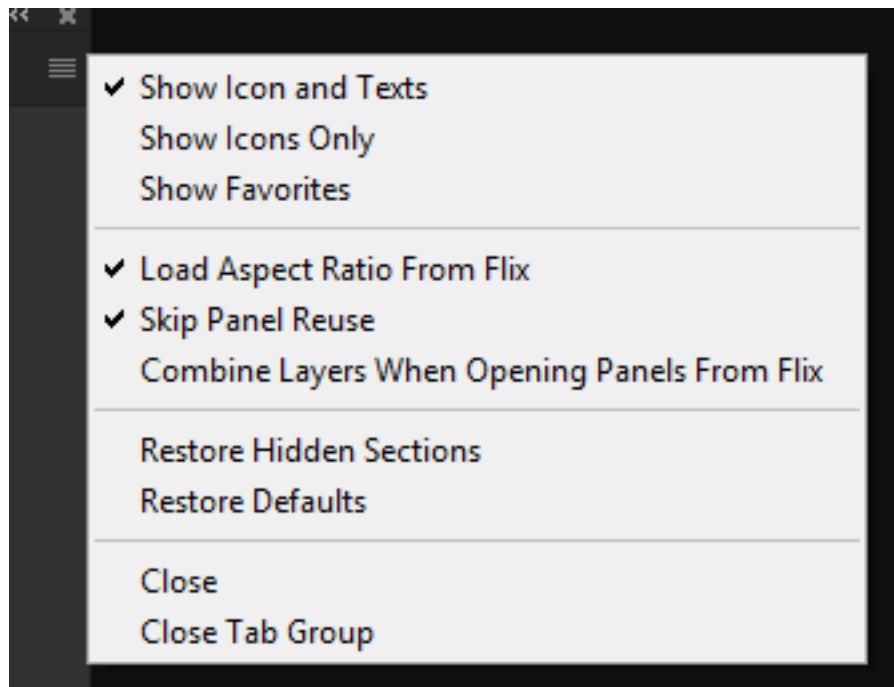 Show Icon and Texts
Show Icons Only
Show Favorites
Load Aspect Ratio From Flix
Skip Panel Reuse
Combine Layers When Opening Panels From Flix
Restore Hidden Sections
Restore Defaults
Close
Close Tab Group